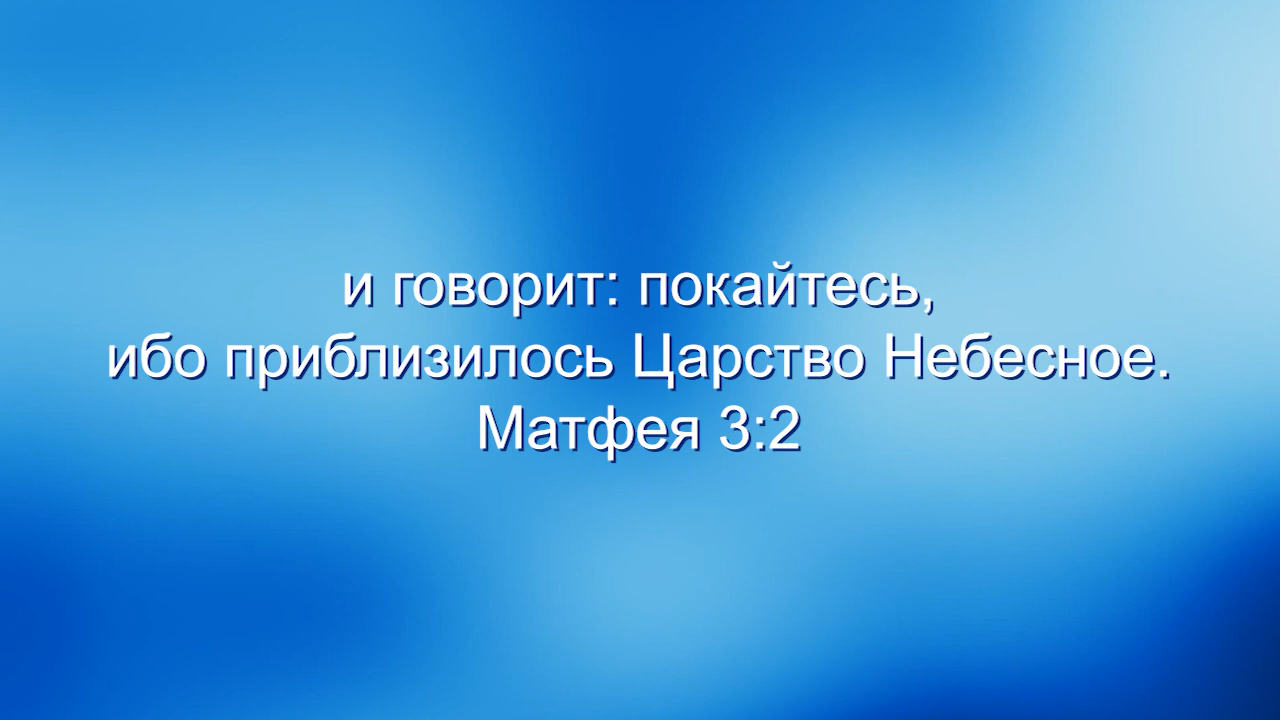 и говорит: покайтесь,
ибо приблизилось Царство Небесное.
Матфея 3:2